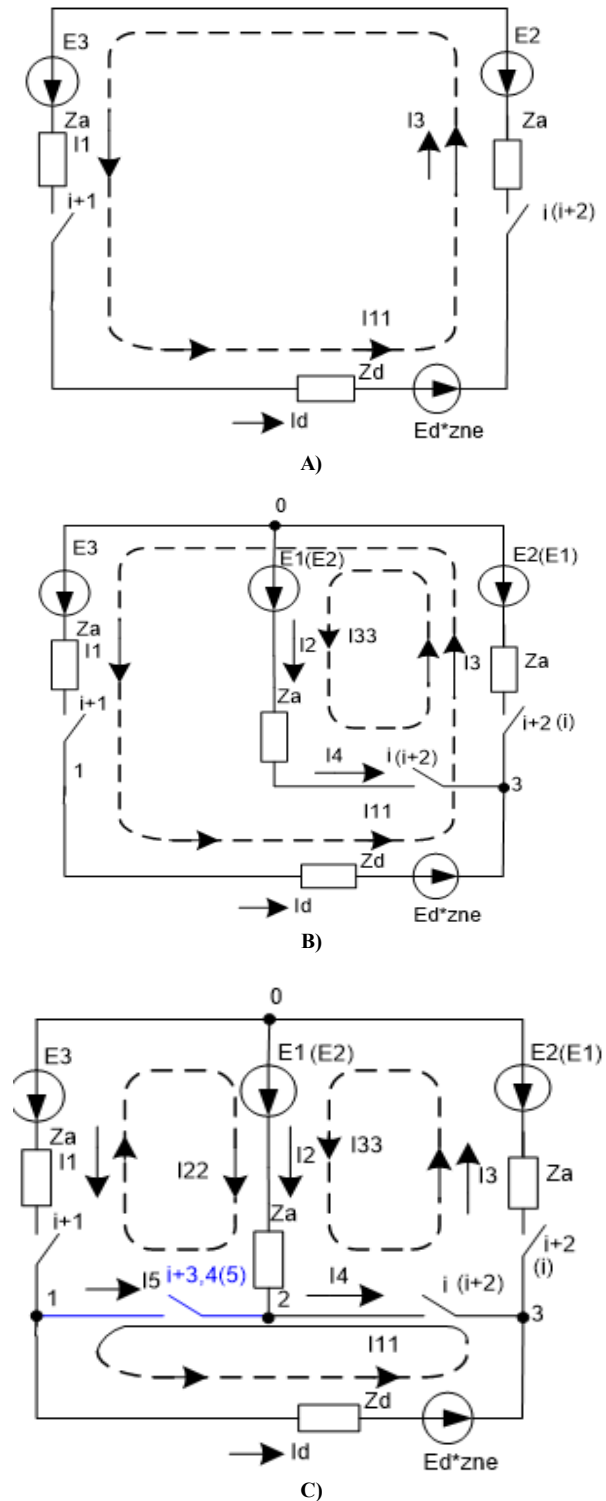 E3
E2
Za
I1
i+1
I3
Za
i (i+2)
I11
Zd
Id
Ed*zne
A)
0
E3
E1(E2)
E2(E1)
Za
I1
I2
I33
I3
Za
Za
i+1
i+2 (i)
1
I4
i (i+2)
3
I11
Zd
Id
Ed*zne
B)
0
E3
E1 (E2)
E2(E1)
Za
I1
I22
I2
I33
I3
Za
Za
i+1
i+2
(i)
I5
i+3,4(5)
I4
i (i+2)
1
2
3
I11
Zd
Id
Ed*zne
C)